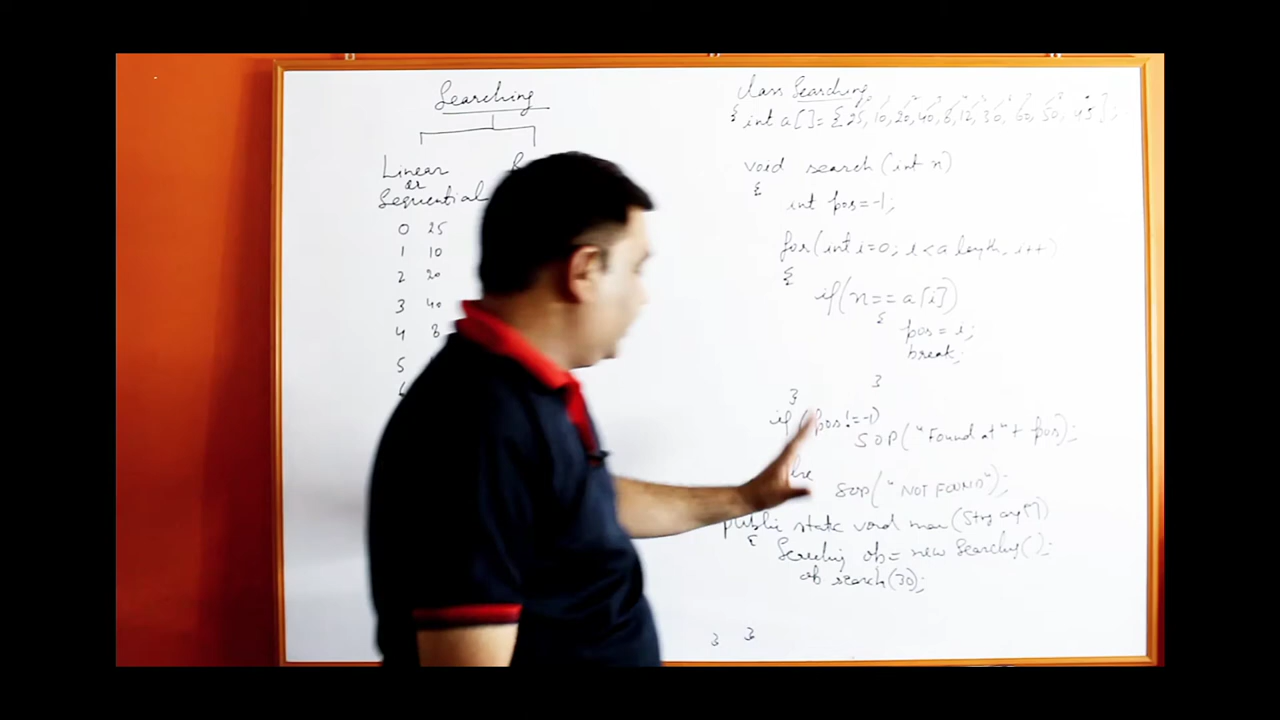 Searching
Linear
or
Sequential
0 25
1 10
2 20
3 40
4 8
5
class Searching
{ int a[]= {25, 10, 20, 40, 8, 12, 30, 60, 50, 45};
void search(int n)
{
int pos=-1;
for(int i=0; i<a length, i++)
{
if(n==a[i])
{
pos = i;
break;
}
}
if (pos!=-1)
SOP("Found at"+ pos);
SOP("NOT FOUND");
public static void main(String args[])
{ Searching ob= new Searching();
ob search(30);
} }